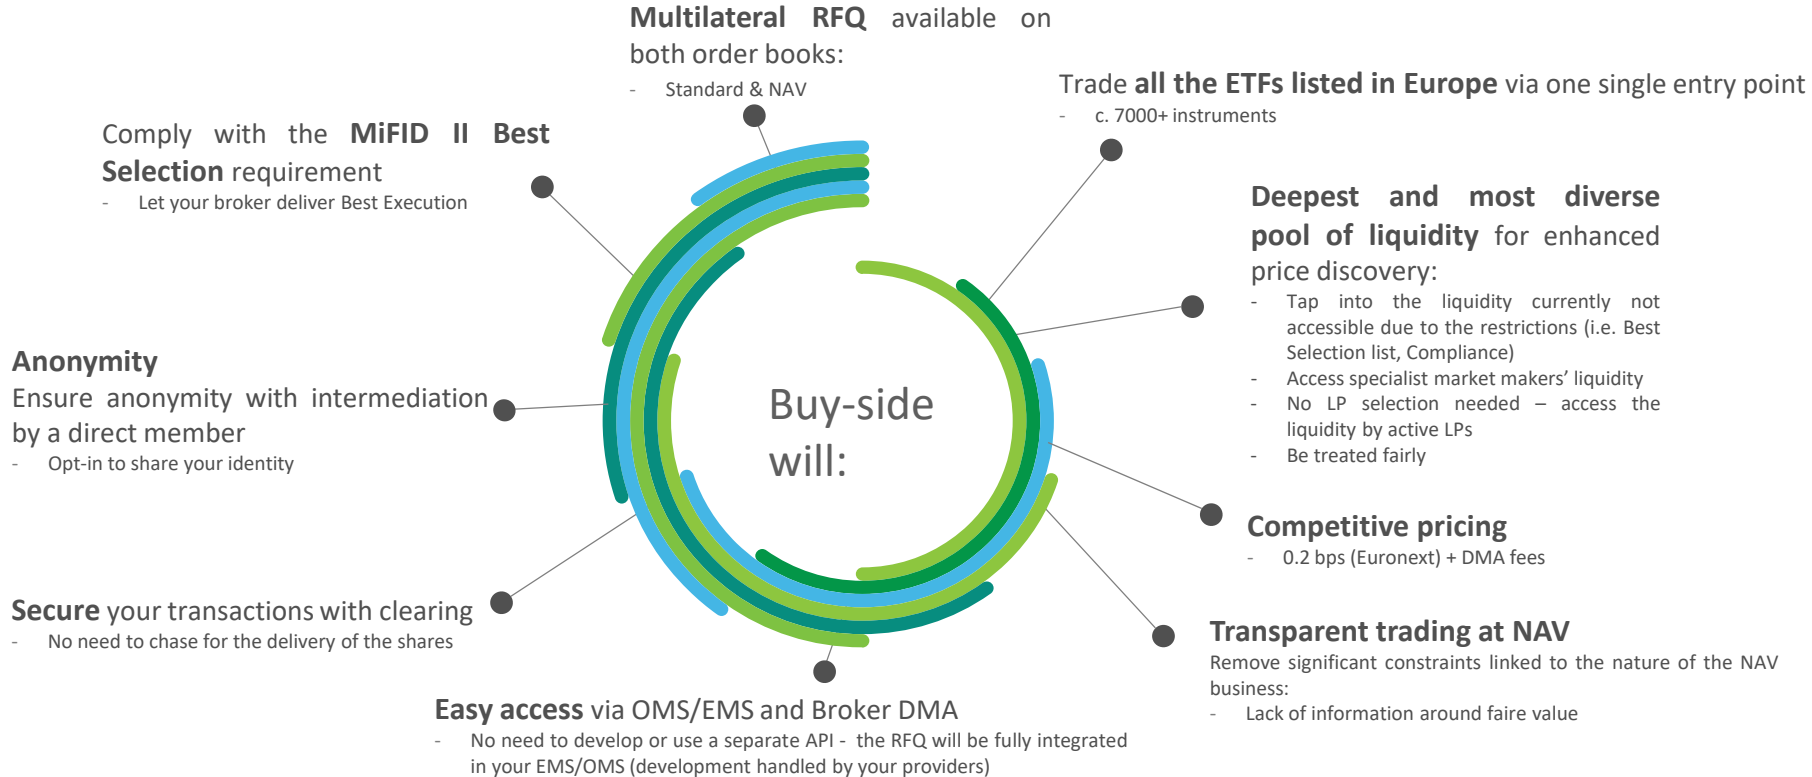 Multilateral RFQ available on
both order books:
- Standard & NAV
Trade all the ETFs listed in Europe via one single entry point
- c. 7000+ instruments
Comply with the MiFID II Best
Selection requirement
- Let your broker deliver Best Execution
Deepest and most diverse
pool of liquidity for enhanced
price discovery:
- Tap into the liquidity currently not
accessible due to the restrictions (i.e. Best
Selection list, Compliance)
- Access specialist market makers’ liquidity
- No LP selection needed – access the
liquidity by active LPs
- Be treated fairly
Anonymity
Ensure anonymity with intermediation
by a direct member
- Opt-in to share your identity
Buy-side
will:
Competitive pricing
- 0.2 bps (Euronext) + DMA fees
Secure your transactions with clearing
- No need to chase for the delivery of the shares
Transparent trading at NAV
Remove significant constraints linked to the nature of the NAV
business:
- Lack of information around faire value
Easy access via OMS/EMS and Broker DMA
- No need to develop or use a separate API - the RFQ will be fully integrated
in your EMS/OMS (development handled by your providers)